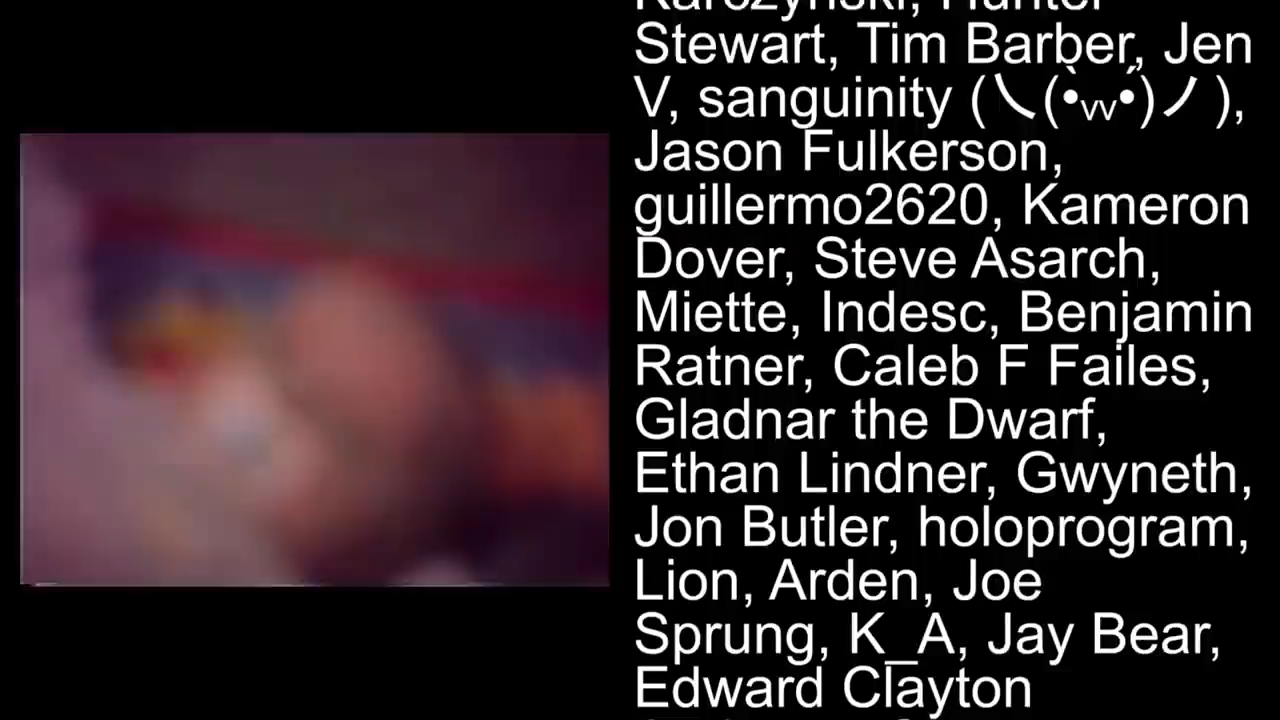 Karczynski, Hunter
Stewart, Tim Barber, Jen
V, sanguinity (\(•̀ᵥᵥ•́)ノ),
Jason Fulkerson,
guillermo2620, Kameron
Dover, Steve Asarch,
Miette, Indesc, Benjamin
Ratner, Caleb F Failes,
Gladnar the Dwarf,
Ethan Lindner, Gwyneth,
Jon Butler, holoprogram,
Lion, Arden, Joe
Sprung, K_A, Jay Bear,
Edward Clayton